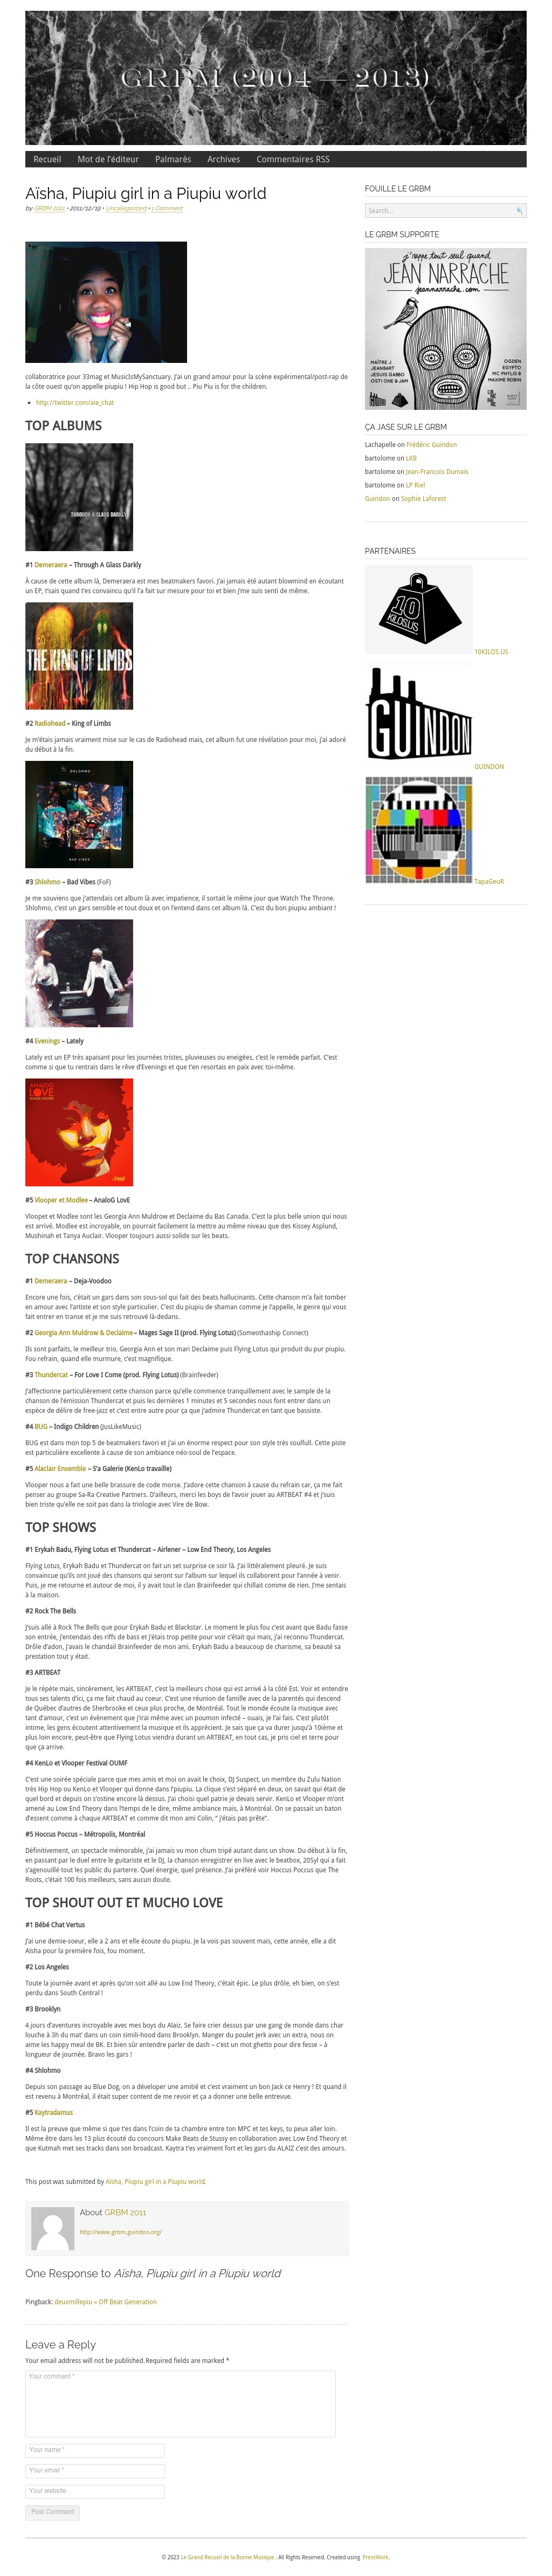 GRBM (2004 — 2013)
Recueil Mot de l'éditeur Palmarès Archives Commentaires RSS
Aïsha, Piupiu girl in a Piupiu world
by GRBM 2011 • 2011/12/19 • Uncategorized • 1 Comment
collaboratrice pour 33mag et MusicIsMySanctuary. J'ai un grand amour pour la scène expérimental/post-rap de
la côte ouest qu'on appelle piupiu ! Hip Hop is good but .. Piu Piu is for the children.
http://twitter.com/aie_chat
TOP ALBUMS
THROUGH A GLASS DARKLY
#1 Demeraera – Through A Glass Darkly
À cause de cette album là, Demeraera est mes beatmakers favori. J'ai jamais été autant blowmind en écoutant
un EP, t'sais quand t'es convaincu qu'il l'a fait sur mesure pour toi et bien j'me suis senti de même.
THE KING OF LIMBS
#2 Radiohead – King of Limbs
Je m'étais jamais vraiment mise sur le cas de Radiohead mais, cet album fut une révélation pour moi, j'ai adoré
du début à la fin.
SHLOHMO
BAD VIBES
#3 Shlohmo – Bad Vibes (FoF)
Je me souviens que j'attendais cet album là avec impatience, il sortait le même jour que Watch The Throne.
Shlohmo, c'est un gars sensible et tout doux et on l'entend dans cet album là. C'est du bon piupiu ambiant !
#4 Evenings – Lately
Lately est un EP très apaisant pour les journées tristes, pluvieuses ou eneigées, c'est le remède parfait. C'est
comme si que tu rentrais dans le rêve d'Evenings et que t'en resortais en paix avec toi-même.
ANALOG
LOVE
#5 Vlooper et Modlee – AnaloG LovE
Vloopet et Modlee sont les Georgia Ann Muldrow et Declaime du Bas Canada. C'est la plus belle union qui nous
est arrivé. Modlee est incroyable, on pourrait facilement la mettre au même niveau que des Kissey Asplund,
Mushinah et Tanya Auclair. Vlooper toujours aussi solide sur les beats.
TOP CHANSONS
#1 Demeraera – Deja-Voodoo
Encore une fois, c'était un gars dans son sous-sol qui fait des beats hallucinants. Cette chanson m'a fait tomber
en amour avec l'artiste et son style particulier. C'est du piupiu de shaman comme je l'appelle, le genre qui vous
fait entrer en transe et je me suis retrouvé là-dedans.
#2 Georgia Ann Muldrow & Declaime – Mages Sage II (prod. Flying Lotus) (Someothaship Connect)
Ils sont parfaits, le meilleur trio, Georgia Ann et son mari Declaime puis Flying Lotus qui produit du pur piupiu.
Fou refrain, quand elle murmure, c'est magnifique.
#3 Thundercat – For Love I Come (prod. Flying Lotus) (Brainfeeder)
J'affectionne particulièrement cette chanson parce qu'elle commence tranquillement avec le sample de la
chanson de l'émission Thundercat et puis les dernières 1 minutes et 5 secondes nous font entrer dans un
espèce de délire de free-jazz et c'est entre autre pour ça que j'admire Thundercat en tant que bassiste.
#4 BUG – Indigo Children (JusLikeMusic)
BUG est dans mon top 5 de beatmakers favori et j'ai un énorme respect pour son style très soulfull. Cette piste
est particulière excellente à cause de son ambiance néo-soul de l'espace.
#5 Alaclair Ensemble – S'a Galerie (KenLo travaille)
Vlooper nous a fait une belle brassure de code morse. J'adore cette chanson à cause du refrain car, ça me fait
penser au groupe Sa-Ra Creative Partners. D'ailleurs, merci les boys de l'avoir jouer au ARTBEAT #4 et j'suis
bien triste qu'elle ne soit pas dans la triologie avec Vire de Bow.
TOP SHOWS
#1 Erykah Badu, Flying Lotus et Thundercat – Airlener – Low End Theory, Los Angeles
Flying Lotus, Erykah Badu et Thundercat on fait un set surprise ce soir là. J'ai littéralement pleuré. Je suis
convaincue qu'ils ont joué des chansons qui seront sur l'album sur lequel ils collaborent pour l'année à venir.
Puis, je me retourne et autour de moi, il y avait tout le clan Brainfeeder qui chillait comme de rien. J'me sentais
à la maison.
#2 Rock The Bells
J'suis allé à Rock The Bells que pour Erykah Badu et Blackstar. Le moment le plus fou c'est avant que Badu fasse
son entrée, j'entendais des riffs de bass et j'étais trop petite pour voir c'était qui mais, j'ai reconnu Thundercat.
Drôle d'adon, j'avais le chandail Brainfeeder de mon ami. Erykah Badu a beaucoup de charisme, sa beauté sa
prestation tout y était.
#3 ARTBEAT
Je le répète mais, sincèrement, les ARTBEAT, c'est la meilleurs chose qui est arrivé à la côté Est. Voir et entendre
tous ses talents d'ici, ça me fait chaud au coeur. C'est une réunion de famille avec de la parentés qui descend
de Québec d'autres de Sherbrooke et ceux plus proche, de Montréal. Tout le monde écoute la musique avec
tant d'amour, c'est un évènement que j'irai même avec un poumon infecté – ouais, je l'ai fais. C'est plutôt
intime, les gens écoutent attentivement la musique et ils apprécient. Je sais que ça va durer jusqu'à 10ième et
plus loin encore, peut-être que Flying Lotus viendra durant un ARTBEAT, en tout cas, je pris ciel et terre pour
que ça arrive.
#4 KenLo et Vlooper Festival OUMF
C'est une soirée spéciale parce que mes amis et moi on avait le choix, DJ Suspect, un membre du Zulu Nation
très Hip Hop ou KenLo et Vlooper qui donne dans l'piupiu. La clique s'est séparé en deux, on savait qui était de
quel bord et depuis on s'ostine encore là dessus. J'ai choisi quel patrie je devais servir. KenLo et Vlooper m'ont
amené au Low End Theory dans l'temps de le dire, même ambiance mais, à Montréal. On se passait un baton
d'essent comme à chaque ARTBEAT et comme dit mon ami Colin, " j'étais pas prête".
#5 Hoccus Poccus – Métropolis, Montréal
Définitivement, un spectacle mémorable, j'ai jamais vu mon chum tripé autant dans un show. Du début à la fin,
en passant par le duel entre le guitariste et le DJ, la chanson enregistrer en live avec le beatbox, 20Syl qui a fait
s'agenouillé tout les public du parterre. Quel énergie, quel présence. J'ai préféré voir Hoccus Poccus que The
Roots, c'était 100 fois meilleurs, sans aucun doute.
TOP SHOUT OUT ET MUCHO LOVE
#1 Bébé Chat Vertus
J'ai une demie-soeur, elle a 2 ans et elle écoute du piupiu. Je la vois pas souvent mais, cette année, elle a dit
Aïsha pour la première fois, fou moment.
#2 Los Angeles
Toute la journée avant et après qu'on soit allé au Low End Theory, c'était épic. Le plus drôle, eh bien, on s'est
perdu dans South Central !
#3 Brooklyn
4 jours d'aventures incroyable avec mes boys du Alaiz. Se faire crier dessus par une gang de monde dans char
louche à 3h du mat' dans un coin simili-hood dans Brooklyn. Manger du poulet jerk avec un extra, nous on
aime les happy meal de BK. Et bien sûr entendre parler de dash – c'est un mot ghetto pour dire fesse – à
longueur de journée. Bravo les gars !
#4 Shlohmo
Depuis son passage au Blue Dog, on a développer une amitié et c'est vraiment un bon Jack ce Henry ! Et quand il
est revenu à Montréal, il était super content de me revoir et ça a donner une belle entrevue.
#5 Kaytradamus
Il est la preuve que même si que t'es dans l'coin de ta chambre entre ton MPC et tes keys, tu peux aller loin.
Même être dans les 13 plus écouté du concours Make Beats de Stussy en collaboration avec Low End Theory et
que Kutmah met ses tracks dans son broadcast. Kaytra t'es vraiment fort et les gars du ALAIZ c'est des amours.
This post was submitted by Aïsha, Piupiu girl in a Piupiu world.
About GRBM 2011
http://www.grbm.guindon.org/
One Response to Aïsha, Piupiu girl in a Piupiu world
Pingback: deuxmillepiu « Off Beat Generation
Leave a Reply
Your email address will not be published. Required fields are marked *
Your comment *
Your name *
Your email *
Your website
Post Comment
FOUILLE LE GRBM
Search...
LE GRBM SUPPORTE
j'rappe tout seul quand
JEAN NARRACHE
jeannarrache.com
MAÎTRE J
JEANBART
JESUIS GABBO
OSTI ONE & JAM
OGDEN
EGYPTO
MC PHYLIS &
MAXIME ROBIN
ÇA JASE SUR LE GRBM
Lachapelle on Frédéric Guindon
bartolome on LKB
bartolome on Jean-Francois Dumais
bartolome on LP Riel
Guindon on Sophie Laforest
PARTENAIRES
10
KILOS.US
10KILOS.US
GUINDON
GUINDON
TapaGeuR
© 2023 Le Grand Recueil de la Bonne Musique . All Rights Reserved. Created using PressWork.